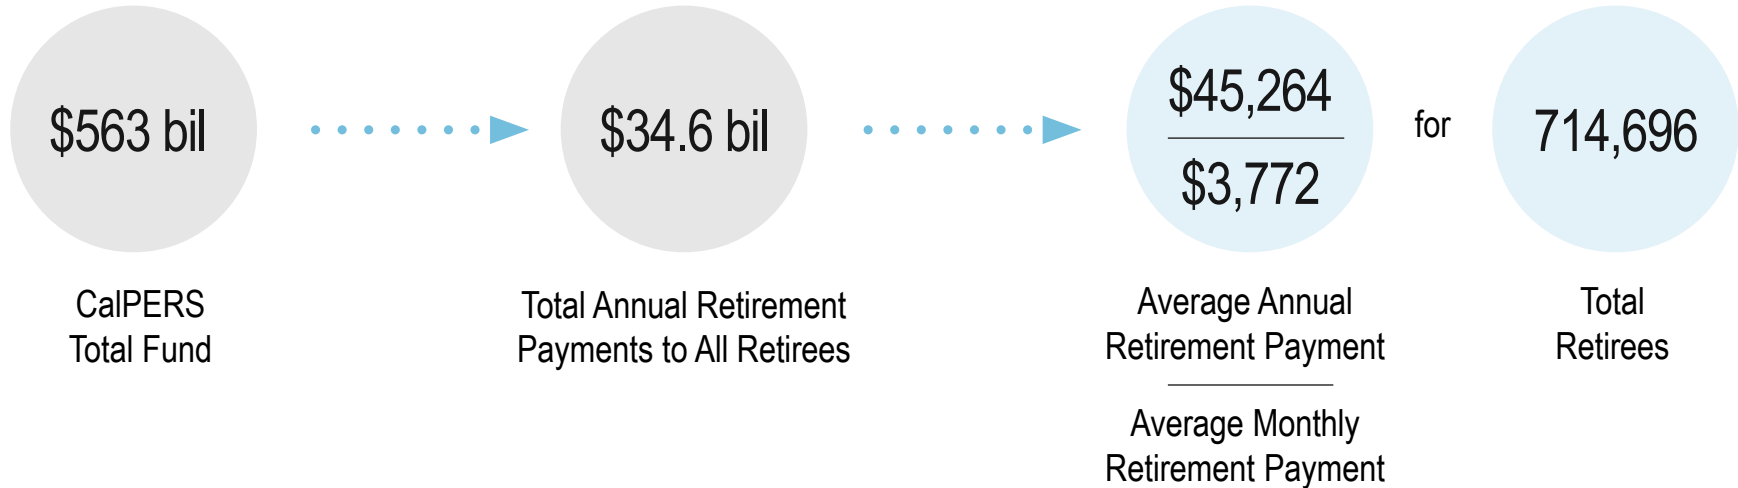 $563 bil
CalPERS
Total Fund
$34.6 bil
Total Annual Retirement
Payments to All Retirees
$45,264
$3,772
Average Annual
Retirement Payment
Average Monthly
Retirement Payment
for
714,696
Total
Retirees